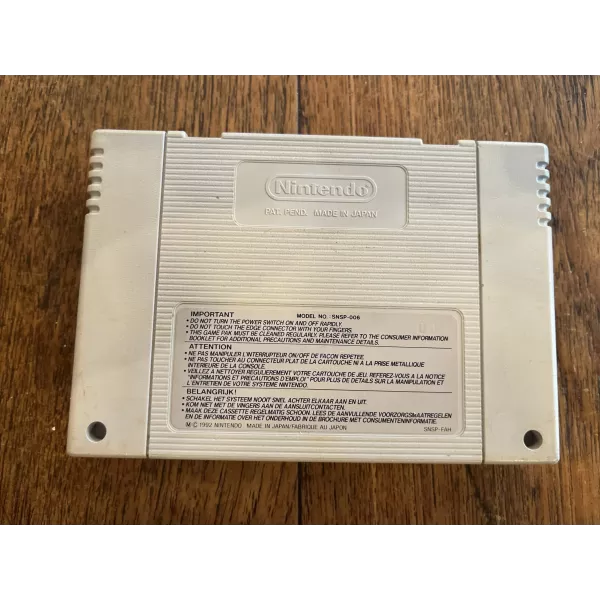 Nintendo
PAT. PEND. MADE IN JAPAN
IMPORTANT MODEL NO. : SNSP-006
• DO NOT TURN THE POWER SWITCH ON AND OFF RAPIDLY.
• DO NOT TOUCH THE EDGE CONNECTOR WITH YOUR FINGERS.
• THIS GAME PAK MUST BE CLEANED REGULARLY. PLEASE REFER TO THE CONSUMER INFORMATION
BOOKLET FOR ADDITIONAL PRECAUTIONS AND MAINTENANCE DETAILS.
ATTENTION
• NE PAS MANIPULER L'INTERRUPTEUR ON/OFF DE FAÇON REPETEE.
• NE PAS TOUCHER AU CONNECTEUR PLAT DE LA CARTOUCHE NI A LA PRISE METALLIQUE
INTERIEURE DE LA CONSOLE.
• VEILLEZ A NETTOYER REGULIEREMENT VOTRE CARTOUCHE DE JEU. REFEREZ-VOUS A LA NOTICE
"INFORMATIONS ET PRECAUTIONS D'EMPLOI" POUR PLUS DE DETAILS SUR LA MANIPULATION ET
L'ENTRETIEN DE VOTRE SYSTEME NINTENDO.
BELANGRIJK!
• SCHAKEL HET SYSTEEM NOOIT SNEL ACHTER ELKAAR AAN EN UIT.
• KOM NIET MET DE VINGERS AAN DE AANSLUITCONTACTEN.
• MAAK DEZE CASSETTE REGELMATIG SCHOON. LEES DE AANVULLENDE VOORZORGSMAATREGELEN
EN DE INFORMATIE OVER HET ONDERHOUD IN DE BROCHURE MET CONSUMENTENINFORMATIE.
M © 1992 NINTENDO MADE IN JAPAN/FABRIQUE AU JAPON SNSP-FAH